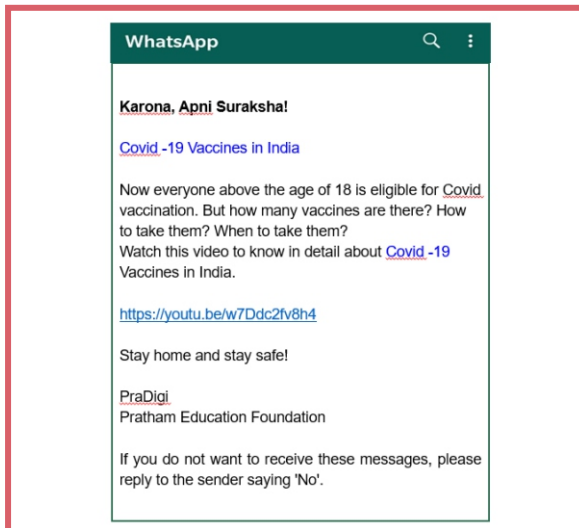 WhatsApp
Karona, Apni Suraksha!
Covid -19 Vaccines in India
Now everyone above the age of 18 is eligible for Covid
vaccination. But how many vaccines are there? How
to take them? When to take them?
Watch this video to know in detail about Covid -19
Vaccines in India.
https://youtu.be/w7Ddc2fv8h4
Stay home and stay safe!
PraDigi
Pratham Education Foundation
If you do not want to receive these messages, please
reply to the sender saying 'No'.